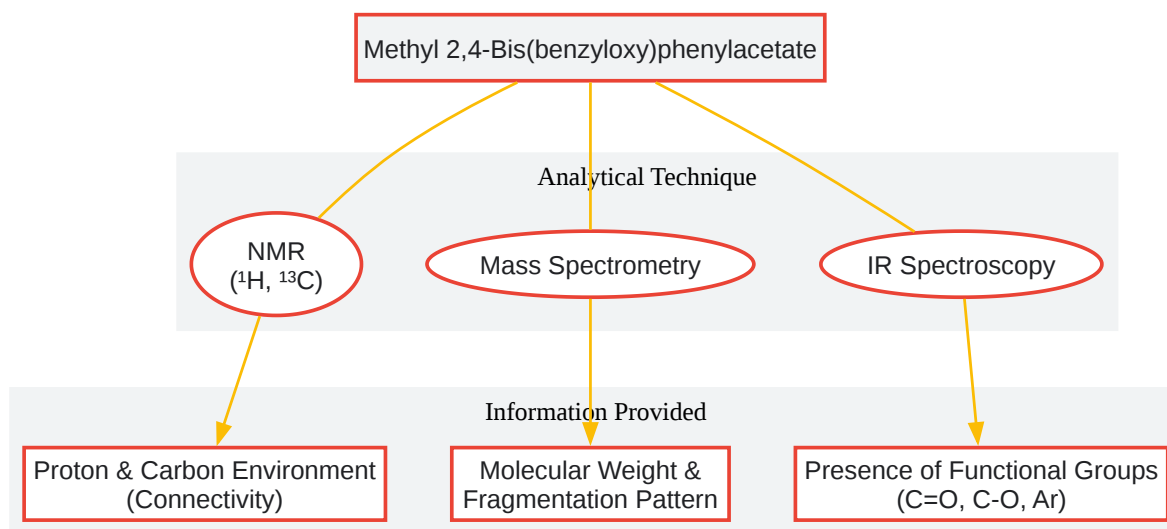 Methyl 2,4-Bis(benzyloxy)phenylacetate
Analytical Technique
NMR
(¹H, ¹³C)
Mass Spectrometry
IR Spectroscopy
Information Provided
Proton & Carbon Environment
(Connectivity)
Molecular Weight &
Fragmentation Pattern
Presence of Functional Groups
(C=O, C-O, Ar)